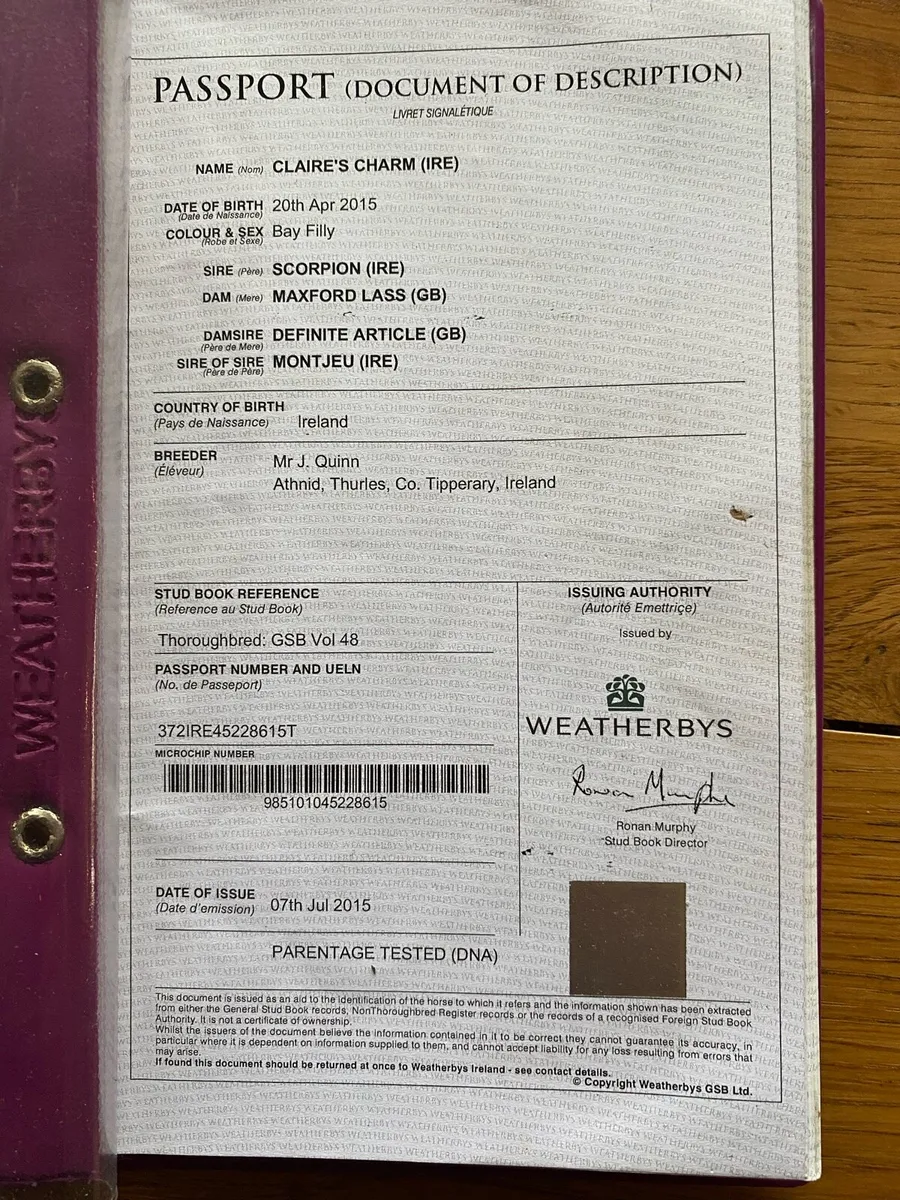 PASSPORT (DOCUMENT OF DESCRIPTION)
LIVRET SIGNALÉTIQUE
NAME (Nom) CLAIRE'S CHARM (IRE)
DATE OF BIRTH 20th Apr 2015
(Date de Naissance)
COLOUR & SEX Bay Filly
(Robe et Sexe)
SIRE (Père) SCORPION (IRE)
DAM (Mere) MAXFORD LASS (GB)
DAMSIRE DEFINITE ARTICLE (GB)
(Père de Mere)
SIRE OF SIRE MONTJEU (IRE)
(Père de Père)
COUNTRY OF BIRTH
(Pays de Naissance) Ireland
BREEDER Mr J. Quinn
(Éléveur)
Athnid, Thurles, Co. Tipperary, Ireland
STUD BOOK REFERENCE
(Reference au Stud Book)
Thoroughbred: GSB Vol 48
PASSPORT NUMBER AND UELN
(No. de Passeport)
372IRE45228615T
MICROCHIP NUMBER
985101045228615
DATE OF ISSUE
(Date d'emission) 07th Jul 2015
ISSUING AUTHORITY
(Autorité Emettriçe)
Issued by
WEATHERBYS
Ronan Murphy
Ronan Murphy
Stud Book Director
PARENTAGE TESTED (DNA)
This document is issued as an aid to the identification of the horse to which it refers and the information shown has been extracted
from either the General Stud Book records, NonThoroughbred Register records or the records of a recognised Foreign Stud Book
Authority. It is not a certificate of ownership.
Whilst the issuers of the document believe the information contained in it to be correct they cannot guarantee its accuracy, in
particular where it is dependent on information supplied to them, and cannot accept liability for any loss resulting from errors that
may arise.
If found this document should be returned at once to Weatherbys Ireland - see contact details.
© Copyright Weatherbys GSB Ltd.
WEATHERBYS